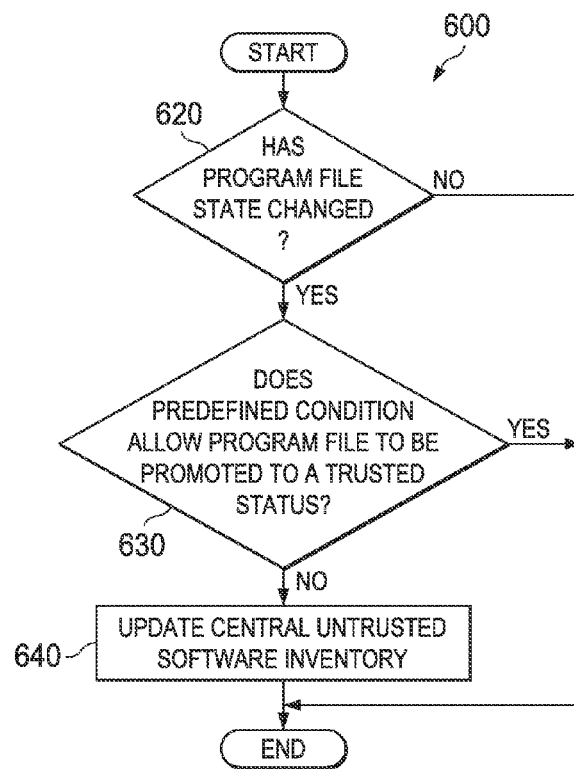 START
600
620
HAS
PROGRAM FILE
STATE CHANGED
?
NO
YES
DOES
PREDEFINED CONDITION
ALLOW PROGRAM FILE TO BE
PROMOTED TO A TRUSTED
STATUS?
YES
630
NO
UPDATE CENTRAL UNTRUSTED
SOFTWARE INVENTORY
640
END